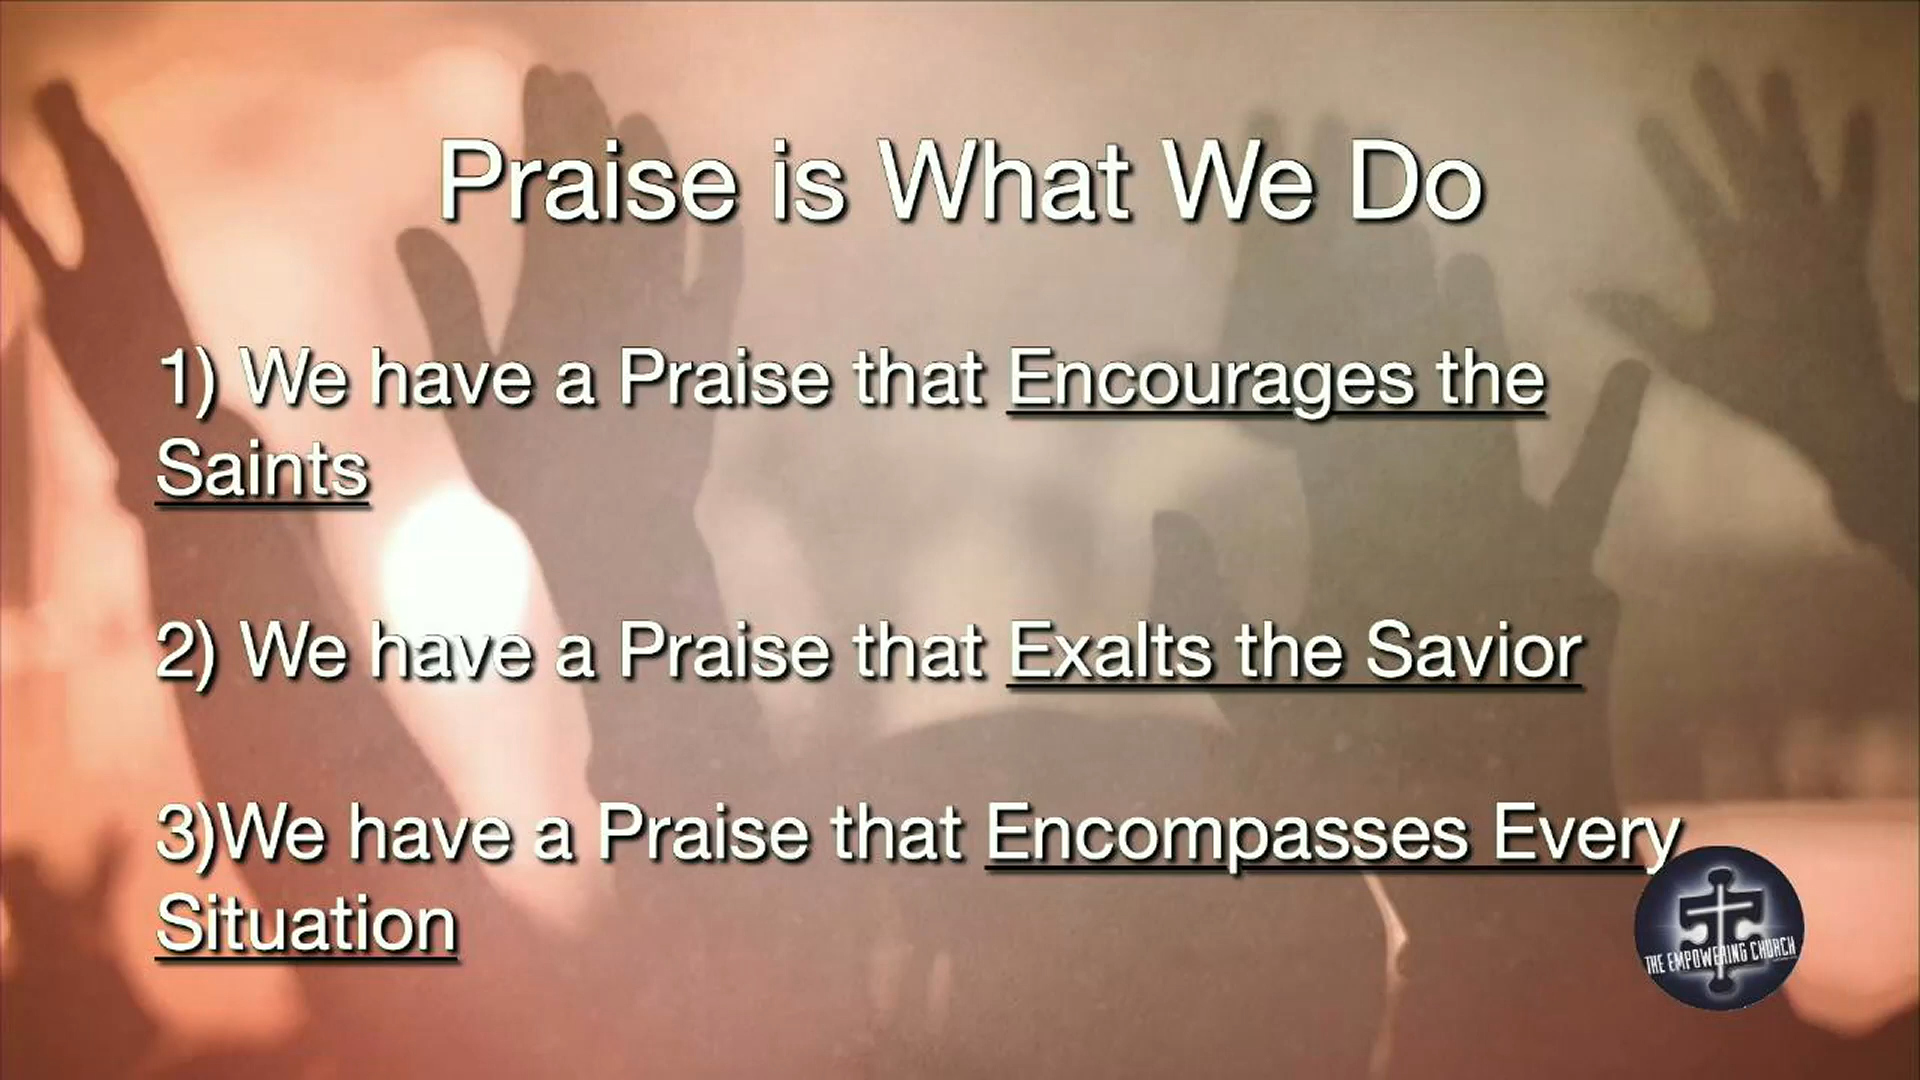 Praise is What We Do
1) We have a Praise that Encourages the
Saints
2) We have a Praise that Exalts the Savior
3)We have a Praise that Encompasses Every
Situation
THE EMPOWERING CHURCH